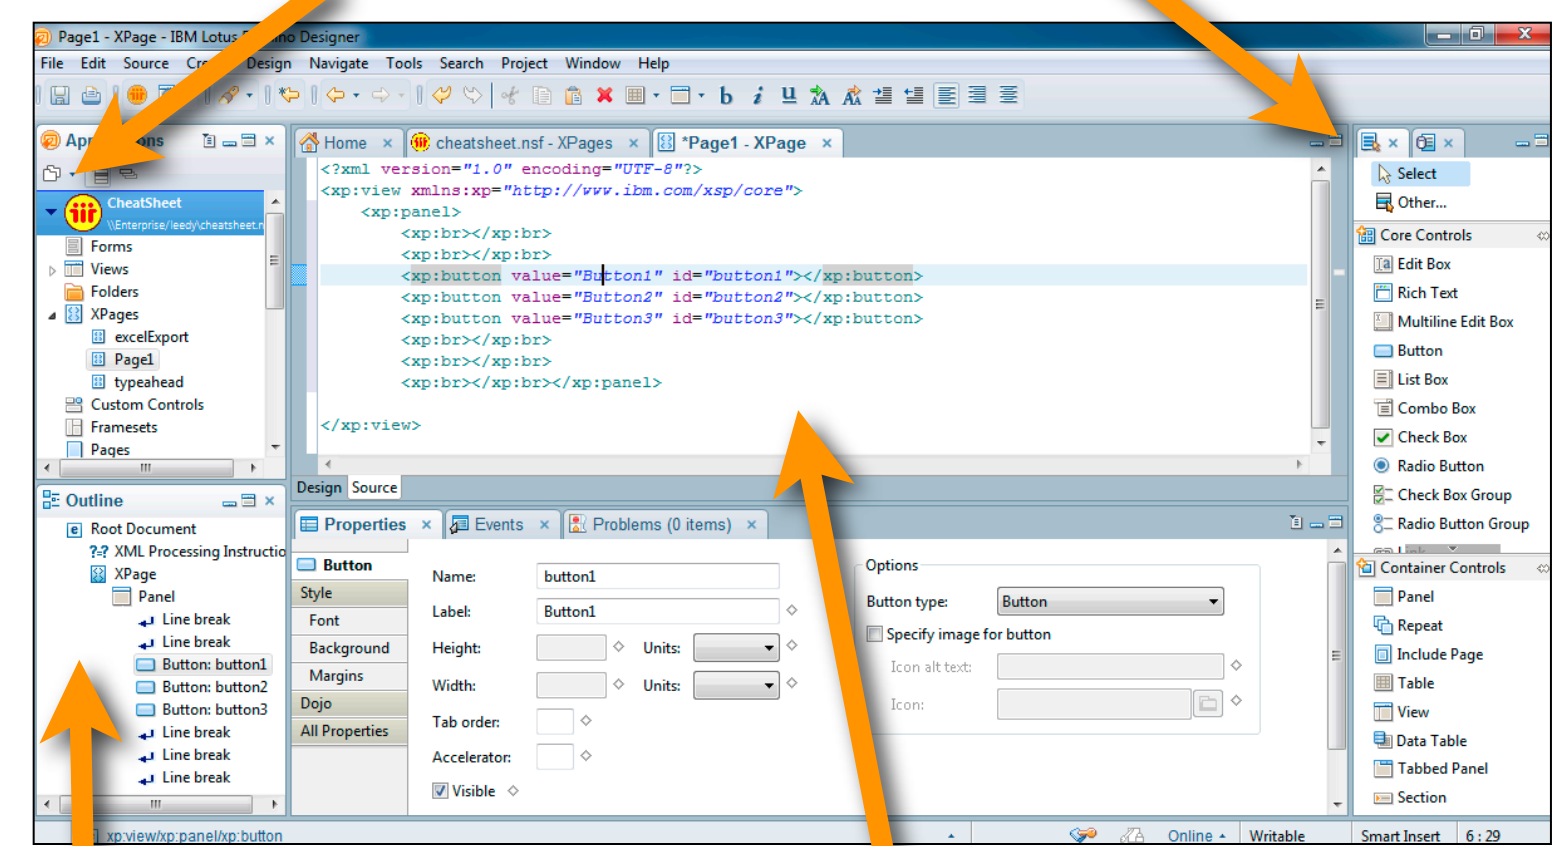 Page1 - XPage - IBM Lotus Domino Designer
File Edit Source Create Design Navigate Tools Search Project Window Help
b i u
Applications
CheatSheet
\\Enterprise/leedy\cheatsheet.n
Forms
Views
Folders
XPages
excelExport
Page1
typeahead
Custom Controls
Framesets
Pages
Outline
Root Document
XML Processing Instructio
XPage
Panel
Line break
Line break
Button: button1
Button: button2
Button: button3
Line break
Line break
Line break
Home
cheatsheet.nsf - XPages
*Page1 - XPage
<?xml version="1.0" encoding="UTF-8"?>
<xp:view xmlns:xp="http://www.ibm.com/xsp/core">
<xp:panel>
<xp:br></xp:br>
<xp:br></xp:br>
<xp:button value="Button1" id="button1"></xp:button>
<xp:button value="Button2" id="button2"></xp:button>
<xp:button value="Button3" id="button3"></xp:button>
<xp:br></xp:br>
<xp:br></xp:br>
<xp:br></xp:br></xp:panel>
</xp:view>
Design Source
Properties
Events
Problems (0 items)
Button
Style
Font
Background
Margins
Dojo
All Properties
Name: button1
Label: Button1
Height: Units:
Width: Units:
Tab order:
Accelerator:
Visible
Options
Button type: Button
Specify image for button
Icon alt text:
Icon:
Select
Other...
Core Controls
Edit Box
Rich Text
Multiline Edit Box
Button
List Box
Combo Box
Check Box
Radio Button
Check Box Group
Radio Button Group
Link
Container Controls
Panel
Repeat
Include Page
Table
View
Data Table
Tabbed Panel
Section
xp:view/xp:panel/xp:button
Online
Writable
Smart Insert
6 : 29